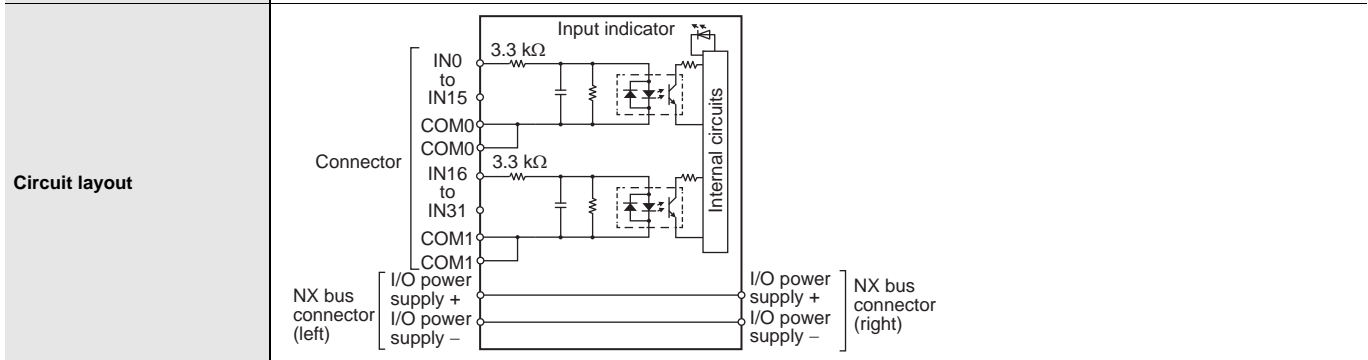 Circuit layout
Input indicator
Connector
IN0
to
IN15
COM0
COM0
3.3 kΩ
IN16
to
IN31
COM1
COM1
3.3 kΩ
Internal circuits
NX bus
connector
(left)
I/O power
supply +
I/O power
supply –
I/O power
supply +
I/O power
supply –
NX bus
connector
(right)